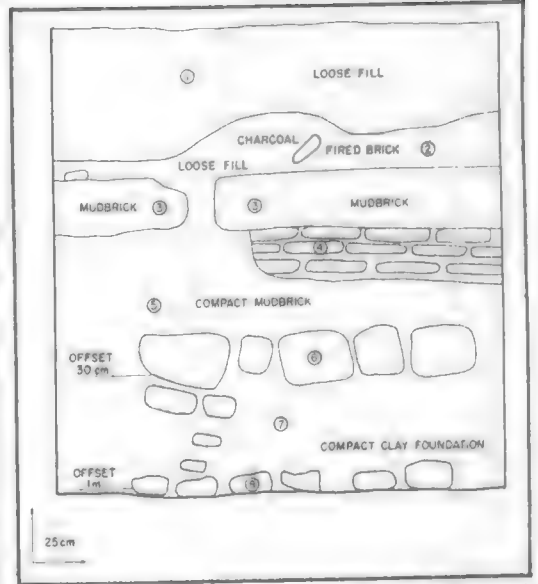 LOOSE FILL
CHARCOAL
FIRED BRICK ②
LOOSE FILL
MUDBRICK ③ ③ MUDBRICK
④
⑤ COMPACT MUDBRICK
OFFSET
30 cm
⑥
⑦
COMPACT CLAY FOUNDATION
OFFSET
1m
25cm